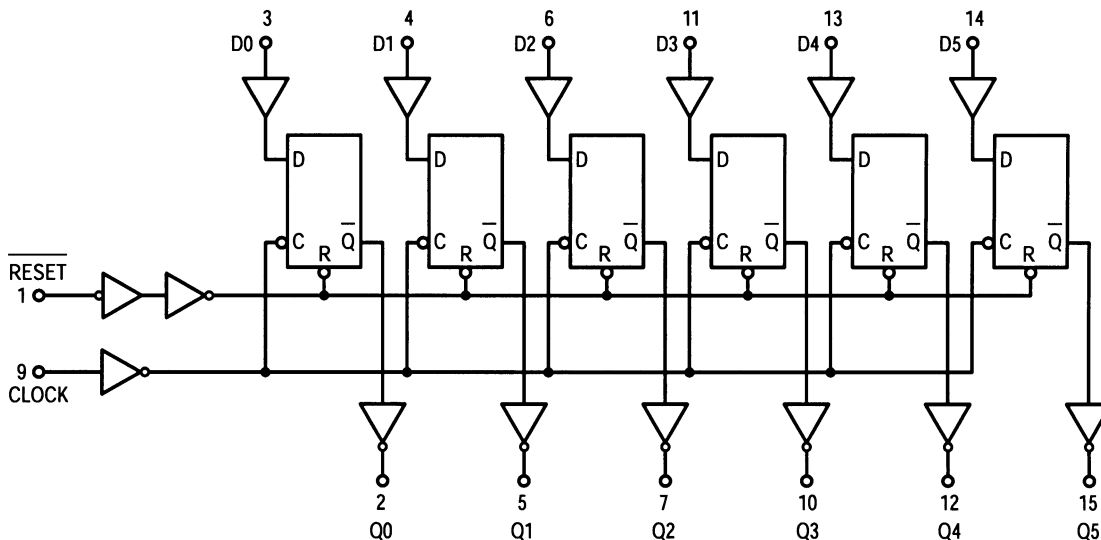 3 4 6 11 13 14
D0 D1 D2 D3 D4 D5
D D D D D D
C R Q̅ C R Q̅ C R Q̅ C R Q̅ C R Q̅ C R Q̅
R̅E̅S̅E̅T̅
1
9
CLOCK
2 5 7 10 12 15
Q0 Q1 Q2 Q3 Q4 Q5